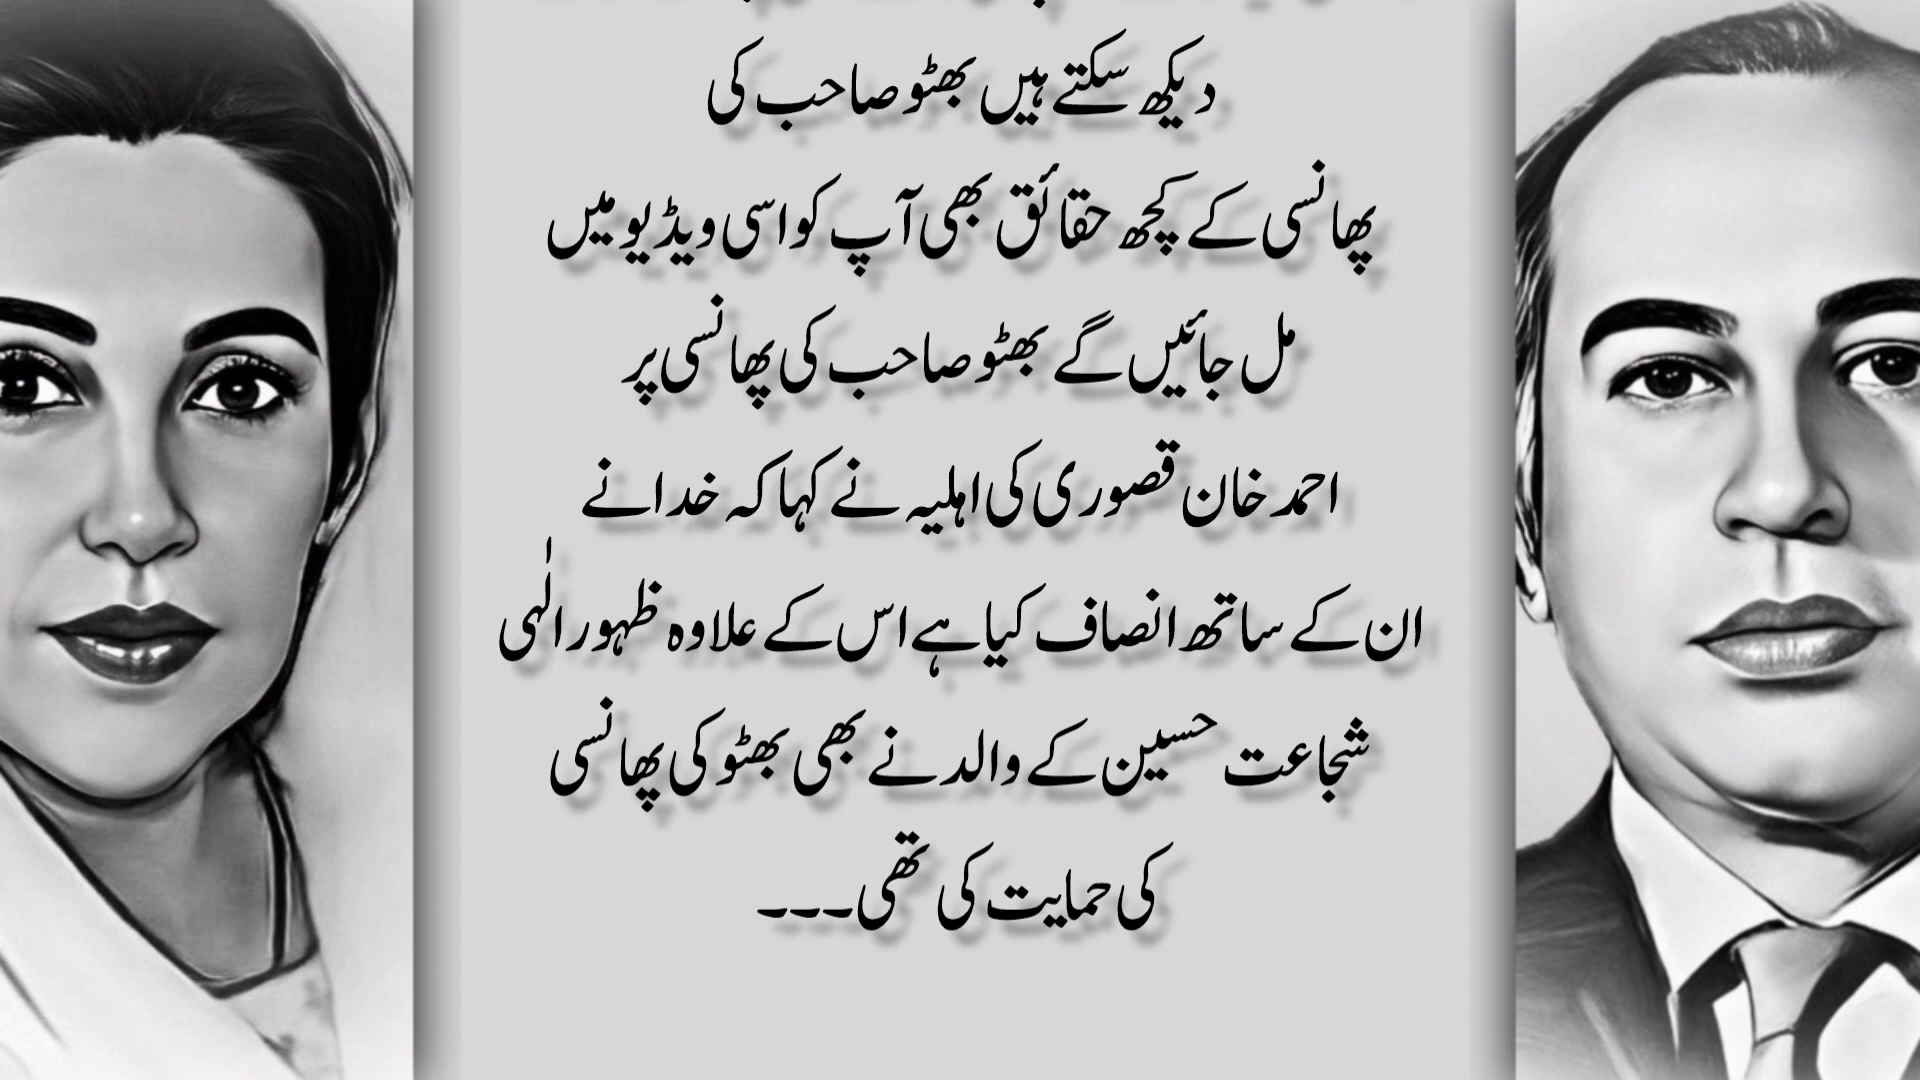 دیکھ سکتے ہیں بھٹو صاحب کی
پھانسی کے کچھ حقائق بھی آپ کو اسی ویڈیو میں
مل جائیں گے بھٹو صاحب کی پھانسی پر
احمد خان قصوری کی اہلیہ نے کہا کہ خدا نے
ان کے ساتھ انصاف کیا ہے اس کے علاوہ ظہور الٰہی
شجاعت حسین کے والد نے بھی بھٹو کی پھانسی
کی حمایت کی تھی۔۔۔